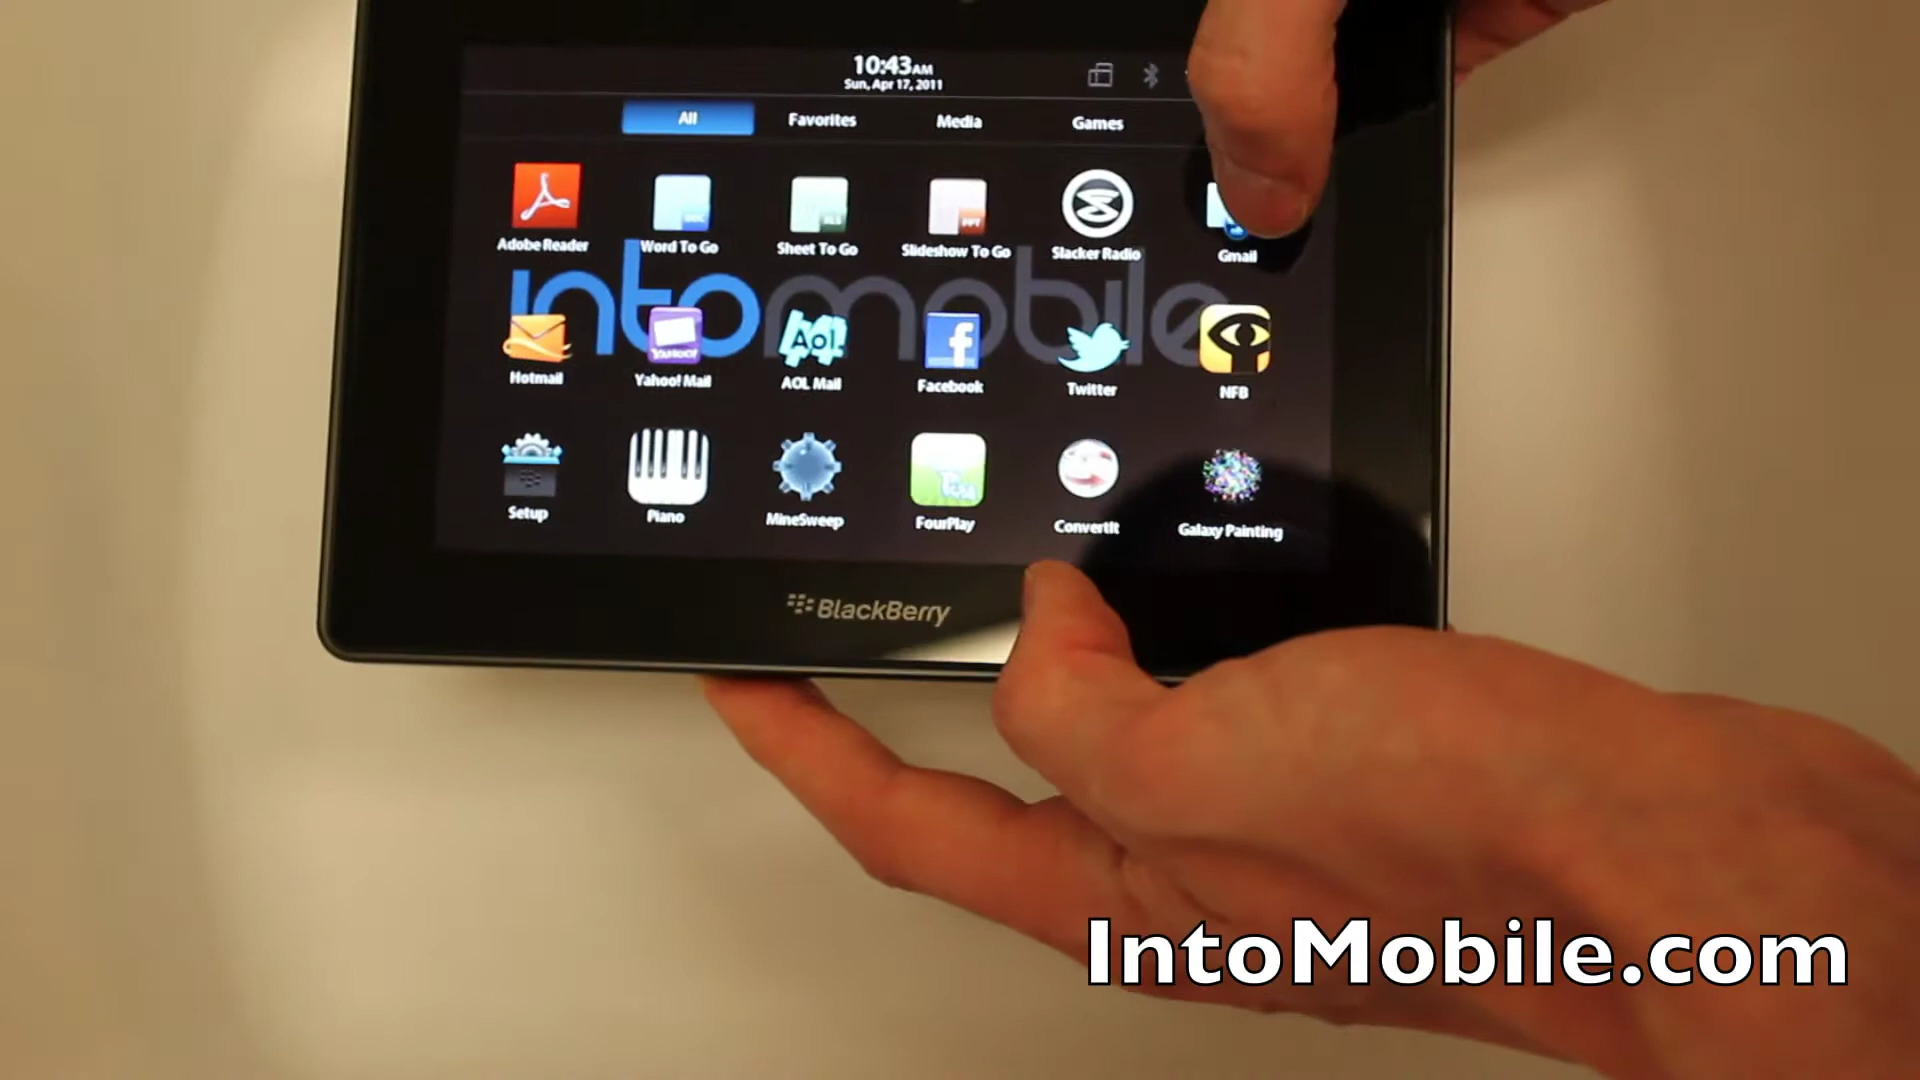 10:43AM
Sun, Apr 17, 2011
All Favorites Media Games
Adobe Reader Word To Go Sheet To Go Slideshow To Go Slacker Radio Gmail
intomobile
YAHOO! Aol.
Hotmail Yahoo! Mail AOL Mail Facebook Twitter NFB
Setup Piano MineSweep FourPlay ConvertIt Galaxy Painting
BlackBerry
IntoMobile.com